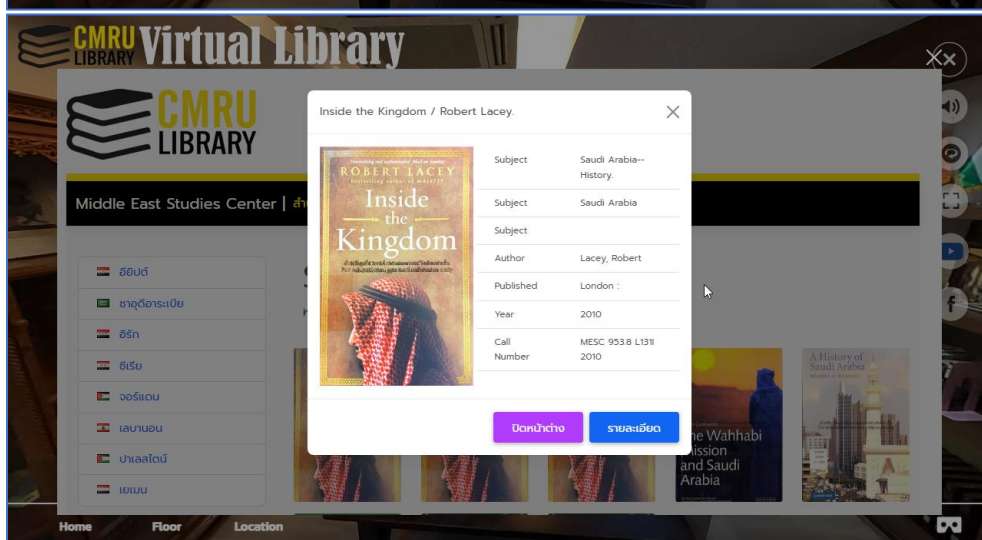 CMRU
LIBRARY
Virtual Library
CMRU
LIBRARY
Middle East Studies Center |
อียิปต์
ซาอุดีอาระเบีย
อิรัก
ซีเรีย
จอร์แดน
เลบานอน
ปาเลสไตน์
เยเมน
Inside the Kingdom / Robert Lacey.
ROBERT LACEY
Inside
the
Kingdom
Subject Saudi Arabia--
History.
Subject Saudi Arabia
Subject
Author Lacey, Robert
Published London :
Year 2010
Call
Number MESC 953.8 L131I
2010
ปิดหน้าต่าง
รายละเอียด
he Wahhabi
Mission
and Saudi
Arabia
A History of
Saudi Arabia
Home Floor Location